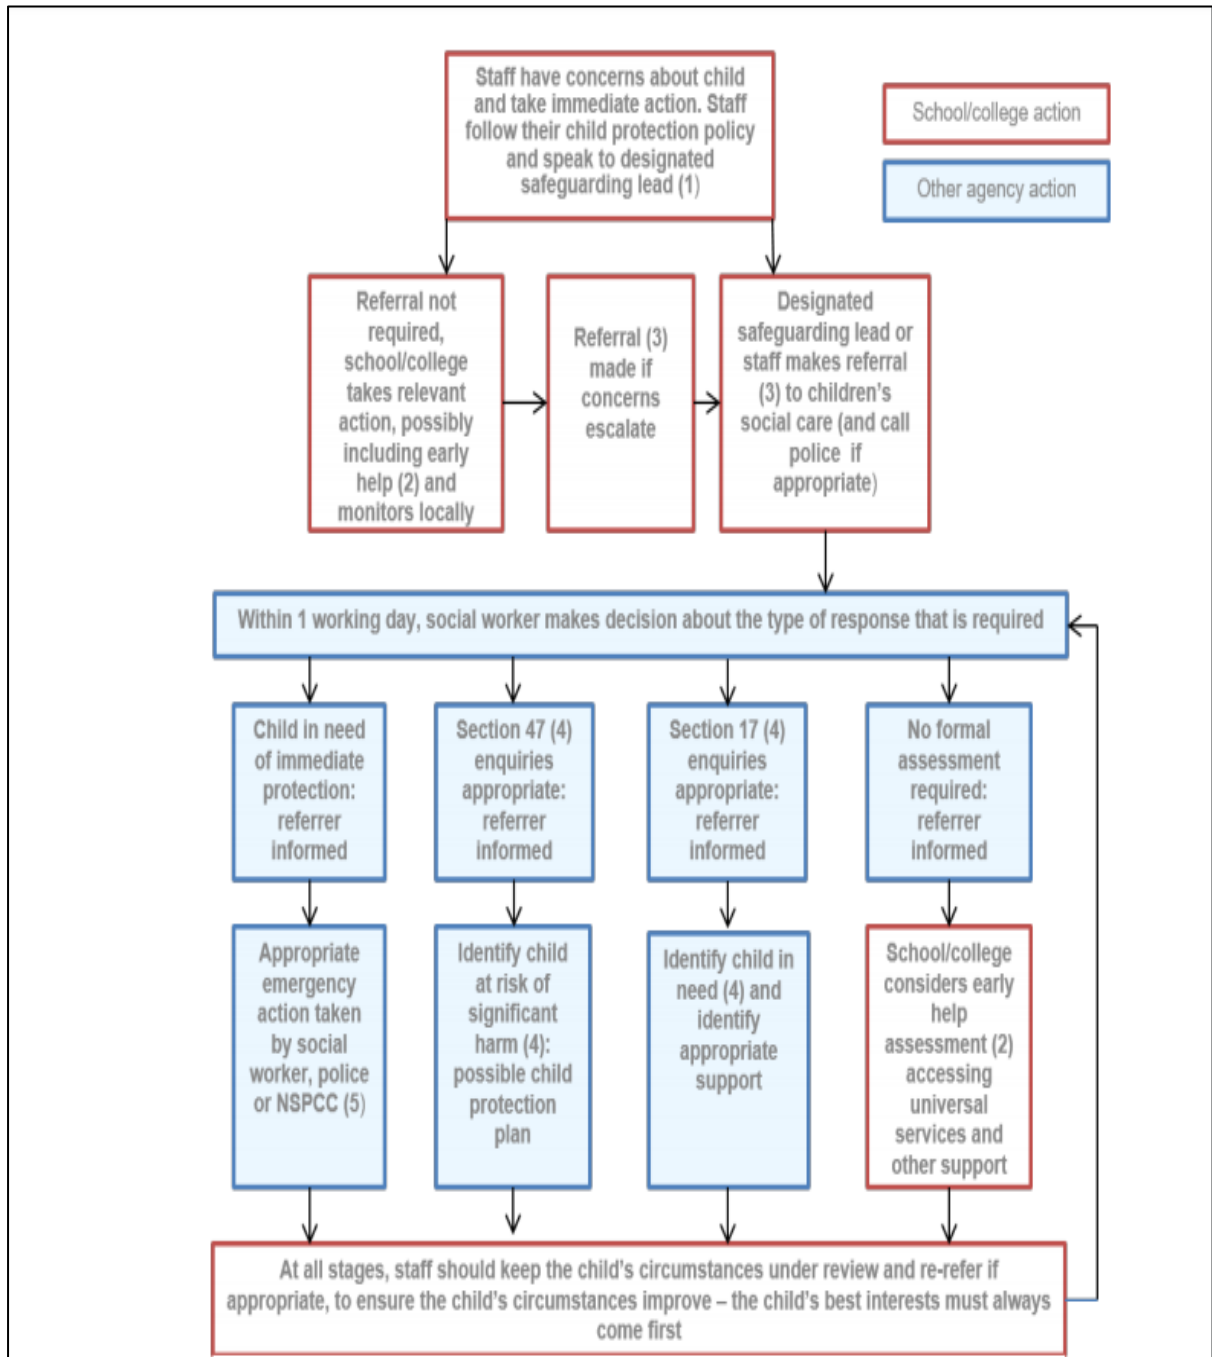 Staff have concerns about child
and take immediate action. Staff
follow their child protection policy
and speak to designated
safeguarding lead (1)
School/college action
Other agency action
Referral not
required,
school/college
takes relevant
action, possibly
including early
help (2) and
monitors locally
Referral (3)
made if
concerns
escalate
Designated
safeguarding lead or
staff makes referral
(3) to children’s
social care (and call
police if
appropriate)
Within 1 working day, social worker makes decision about the type of response that is required
Child in need
of immediate
protection:
referrer
informed
Section 47 (4)
enquiries
appropriate:
referrer
informed
Section 17 (4)
enquiries
appropriate:
referrer
informed
No formal
assessment
required:
referrer
informed
Appropriate
emergency
action taken
by social
worker, police
or NSPCC (5)
Identify child
at risk of
significant
harm (4):
possible child
protection
plan
Identify child in
need (4) and
identify
appropriate
support
School/college
considers early
help
assessment (2)
accessing
universal
services and
other support
At all stages, staff should keep the child’s circumstances under review and re-refer if
appropriate, to ensure the child’s circumstances improve – the child’s best interests must always
come first